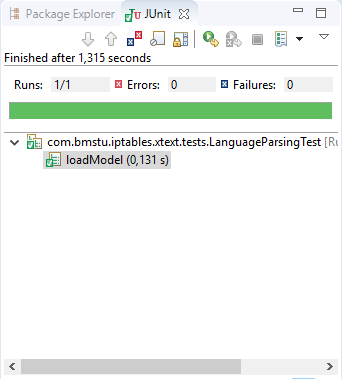 Package Explorer JUnit
Finished after 1,315 seconds
Runs: 1/1 Errors: 0 Failures: 0
com.bmstu.iptables.xtext.tests.LanguageParsingTest [Ru
loadModel (0,131 s)